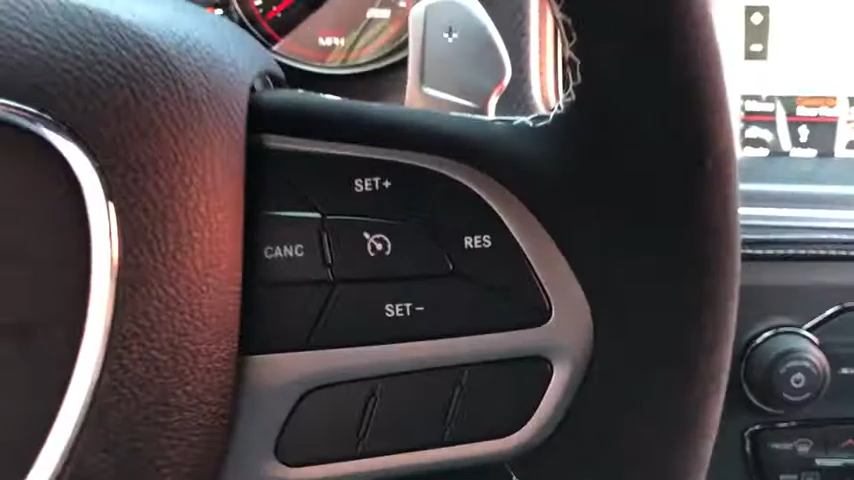 MPH
+
SET+
CANC
RES
SET-